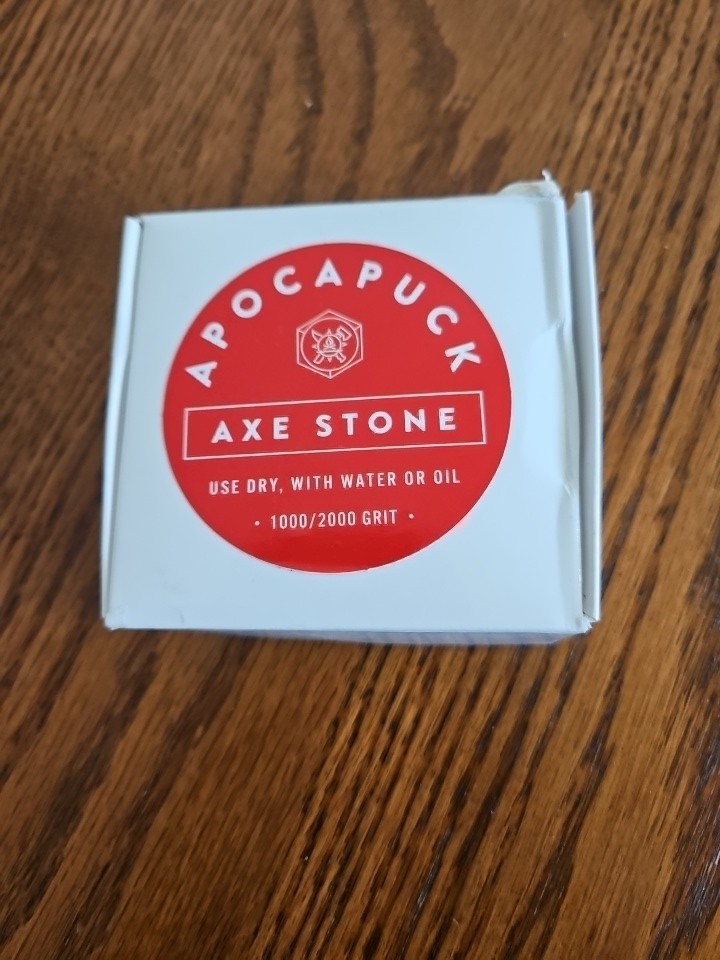 APOCAPUCK
AXE STONE
USE DRY, WITH WATER OR OIL
• 1000/2000 GRIT •